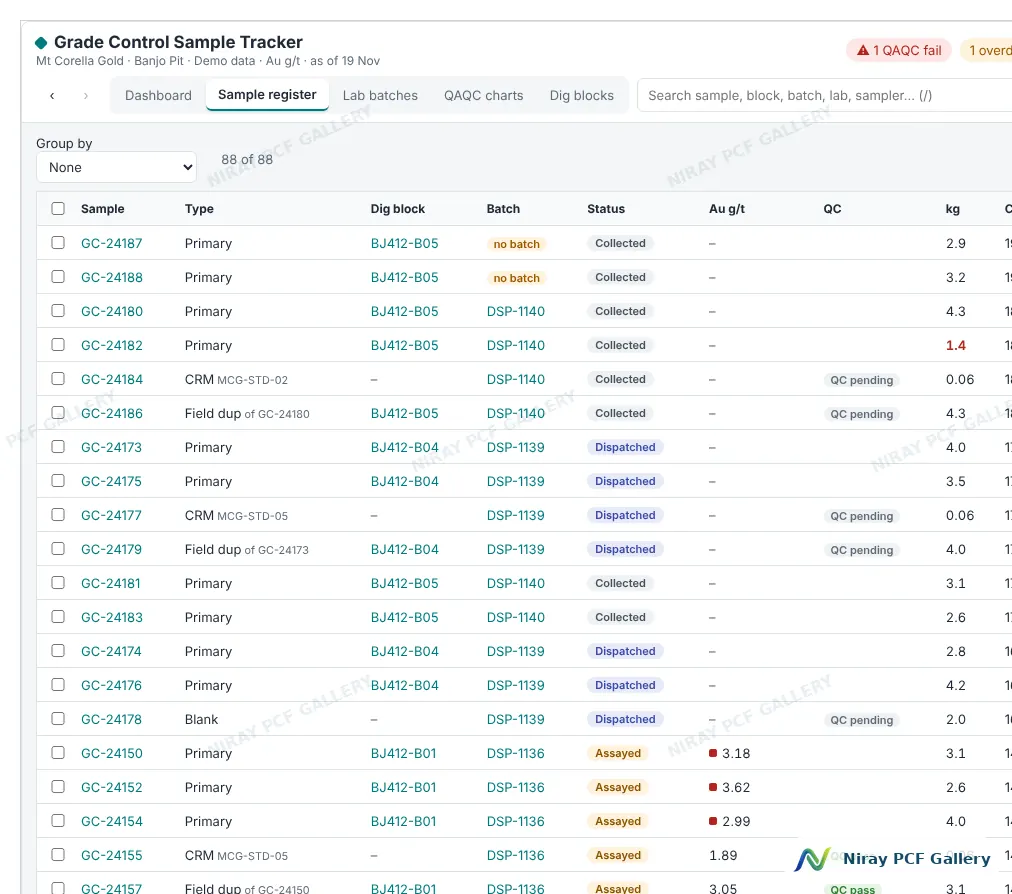 Grade Control Sample Tracker
Mt Corella Gold · Banjo Pit · Demo data · Au g/t · as of 19 Nov
1 QAQC fail
1 overd
‹ › Dashboard Sample register Lab batches QAQC charts Dig blocks Search sample, block, batch, lab, sampler... (/)
Group by
None 88 of 88
Sample Type Dig block Batch Status Au g/t QC kg C
GC-24187 Primary BJ412-B05 no batch Collected – 2.9
GC-24188 Primary BJ412-B05 no batch Collected – 3.2
GC-24180 Primary BJ412-B05 DSP-1140 Collected – 4.3
GC-24182 Primary BJ412-B05 DSP-1140 Collected – 1.4
GC-24184 CRM MCG-STD-02 – DSP-1140 Collected – QC pending 0.06
GC-24186 Field dup of GC-24180 BJ412-B05 DSP-1140 Collected – QC pending 4.3
GC-24173 Primary BJ412-B04 DSP-1139 Dispatched – 4.0
GC-24175 Primary BJ412-B04 DSP-1139 Dispatched – 3.5
GC-24177 CRM MCG-STD-05 – DSP-1139 Dispatched – QC pending 0.06
GC-24179 Field dup of GC-24173 BJ412-B04 DSP-1139 Dispatched – QC pending 4.0
GC-24181 Primary BJ412-B05 DSP-1140 Collected – 3.1
GC-24183 Primary BJ412-B05 DSP-1140 Collected – 2.6
GC-24174 Primary BJ412-B04 DSP-1139 Dispatched – 2.8
GC-24176 Primary BJ412-B04 DSP-1139 Dispatched – 4.2
GC-24178 Blank – DSP-1139 Dispatched – QC pending 2.0
GC-24150 Primary BJ412-B01 DSP-1136 Assayed 3.18 3.1
GC-24152 Primary BJ412-B01 DSP-1136 Assayed 3.62 2.6
GC-24154 Primary BJ412-B01 DSP-1136 Assayed 2.99 4.0
GC-24155 CRM MCG-STD-05 – DSP-1136 Assayed 1.89
GC-24157 Field dup of GC-24150 BJ412-B01 DSP-1136 Assayed 3.05 QC pass 3.1
Niray PCF Gallery
NIRAY PCF GALLERY